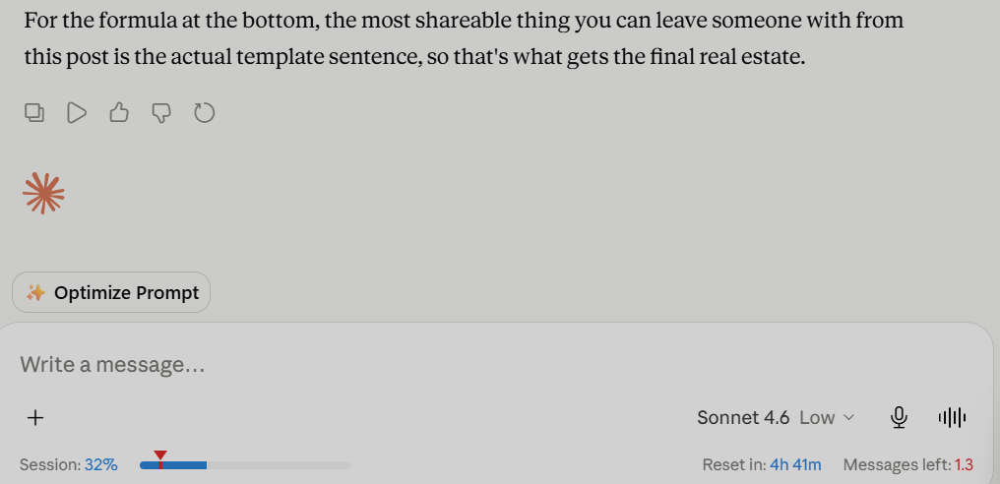 For the formula at the bottom, the most shareable thing you can leave someone with from
this post is the actual template sentence, so that's what gets the final real estate.
Optimize Prompt
Write a message...
Sonnet 4.6 Low
Session: 32% Reset in: 4h 41m Messages left: 1.3